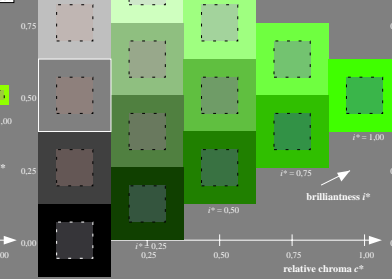 0,75
0,50
,00
i* = 1,00
0,25
*
i* = 0,75
brilliantness i*
i* = 0,50
0,00
i* = 0,25
0,25
0,50
0,75
1,00
,00
relative chroma c*